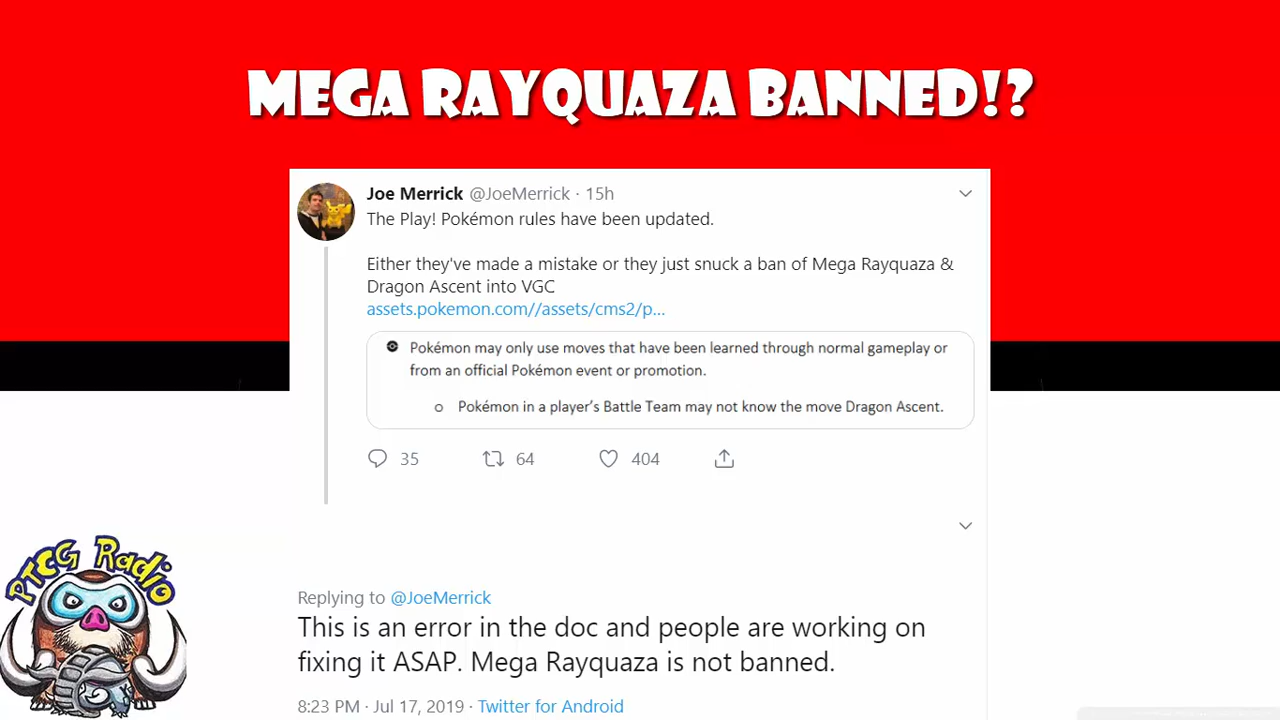 MEGA RAYQUAZA BANNED!?
Joe Merrick @JoeMerrick · 15h
The Play! Pokémon rules have been updated.
Either they've made a mistake or they just snuck a ban of Mega Rayquaza &
Dragon Ascent into VGC
assets.pokemon.com//assets/cms2/p...
Pokémon may only use moves that have been learned through normal gameplay or
from an official Pokémon event or promotion.
o Pokémon in a player's Battle Team may not know the move Dragon Ascent.
35 64 404
PTCG Radio
Replying to @JoeMerrick
This is an error in the doc and people are working on
fixing it ASAP. Mega Rayquaza is not banned.
8:23 PM · Jul 17, 2019 · Twitter for Android